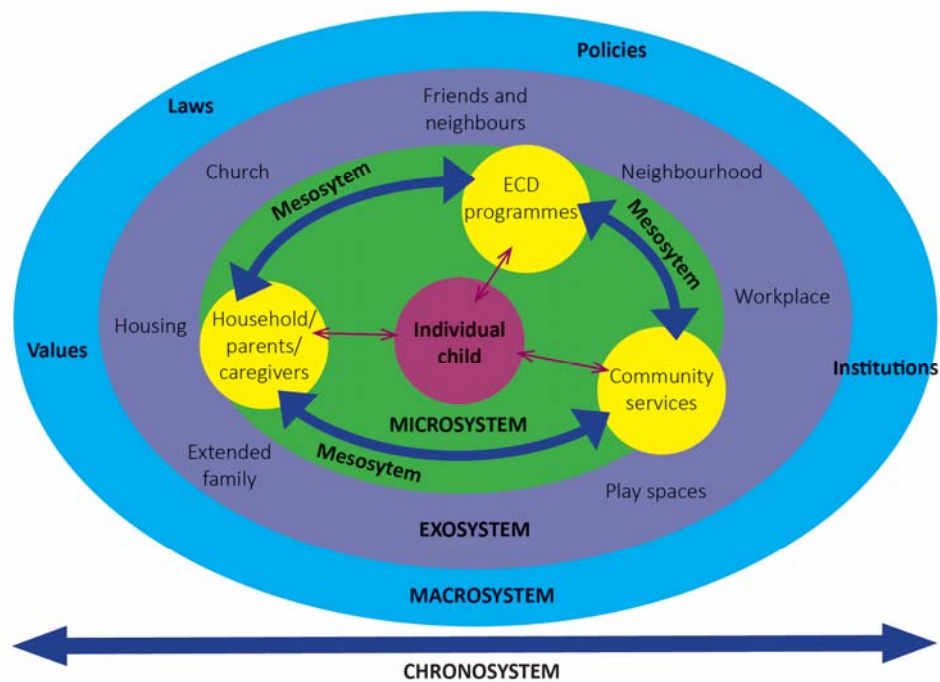 Policies
Laws
Friends and
neighbours
Church
Mesosytem
ECD
programmes
Neighbourhood
Mesosytem
Workplace
Housing
Household/
parents/
caregivers
Individual
child
Values
Institutions
Community
services
MICROSYSTEM
Mesosytem
Extended
family
Play spaces
EXOSYSTEM
MACROSYSTEM
CHRONOSYSTEM